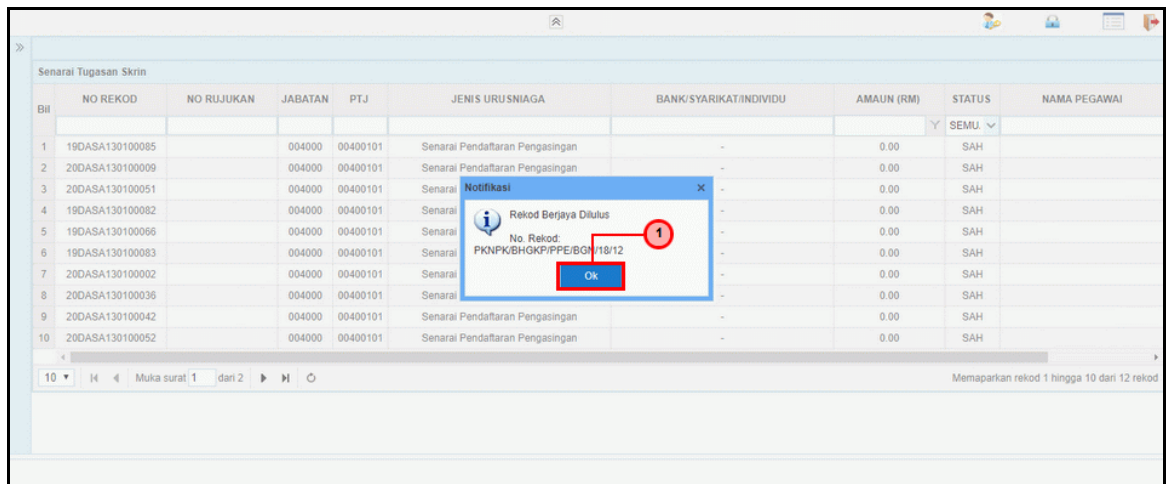 Senarai Tugasan Skrin
Bil NO REKOD NO RUJUKAN JABATAN PTJ JENIS URUSNIAGA BANK/SYARIKAT/INDIVIDU AMAUN (RM) STATUS NAMA PEGAWAI
SEMU.
1 19DASA130100085 004000 00400101 Senarai Pendaftaran Pengasingan - 0.00 SAH
2 20DASA130100009 004000 00400101 Senarai Pendaftaran Pengasingan - 0.00 SAH
3 20DASA130100051 004000 00400101 Senarai - 0.00 SAH
4 19DASA130100082 004000 00400101 Senarai - 0.00 SAH
5 19DASA130100066 004000 00400101 Senarai - 0.00 SAH
6 19DASA130100083 004000 00400101 Senarai - 0.00 SAH
7 20DASA130100002 004000 00400101 Senarai - 0.00 SAH
8 20DASA130100036 004000 00400101 Senarai - 0.00 SAH
9 20DASA130100042 004000 00400101 Senarai Pendaftaran Pengasingan - 0.00 SAH
10 20DASA130100052 004000 00400101 Senarai Pendaftaran Pengasingan - 0.00 SAH
Notifikasi
Rekod Berjaya Dilulus
No. Rekod:
PKNPK/BHGKP/PPE/BGN/18/12
1
Ok
10 Muka surat 1 dari 2 Memaparkan rekod 1 hingga 10 dari 12 rekod